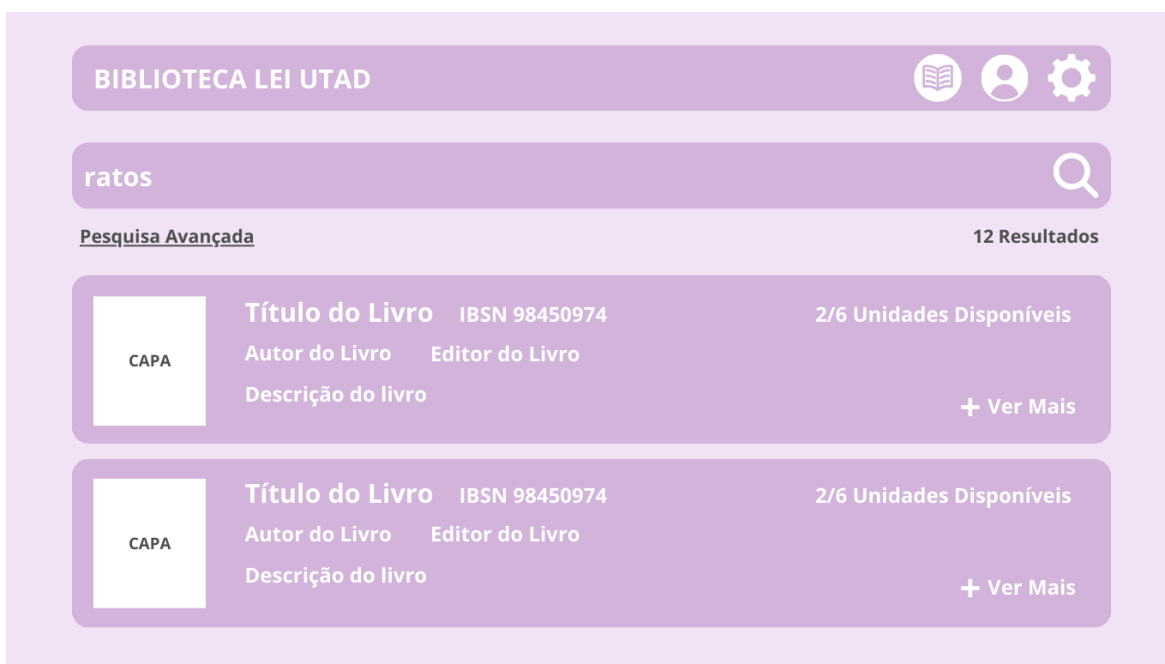 BIBLIOTECA LEI UTAD
ratos
Pesquisa Avançada
12 Resultados
CAPA
Título do Livro IBSN 98450974
2/6 Unidades Disponíveis
Autor do Livro Editor do Livro
Descrição do livro
Ver Mais
CAPA
Título do Livro IBSN 98450974
2/6 Unidades Disponíveis
Autor do Livro Editor do Livro
Descrição do livro
Ver Mais